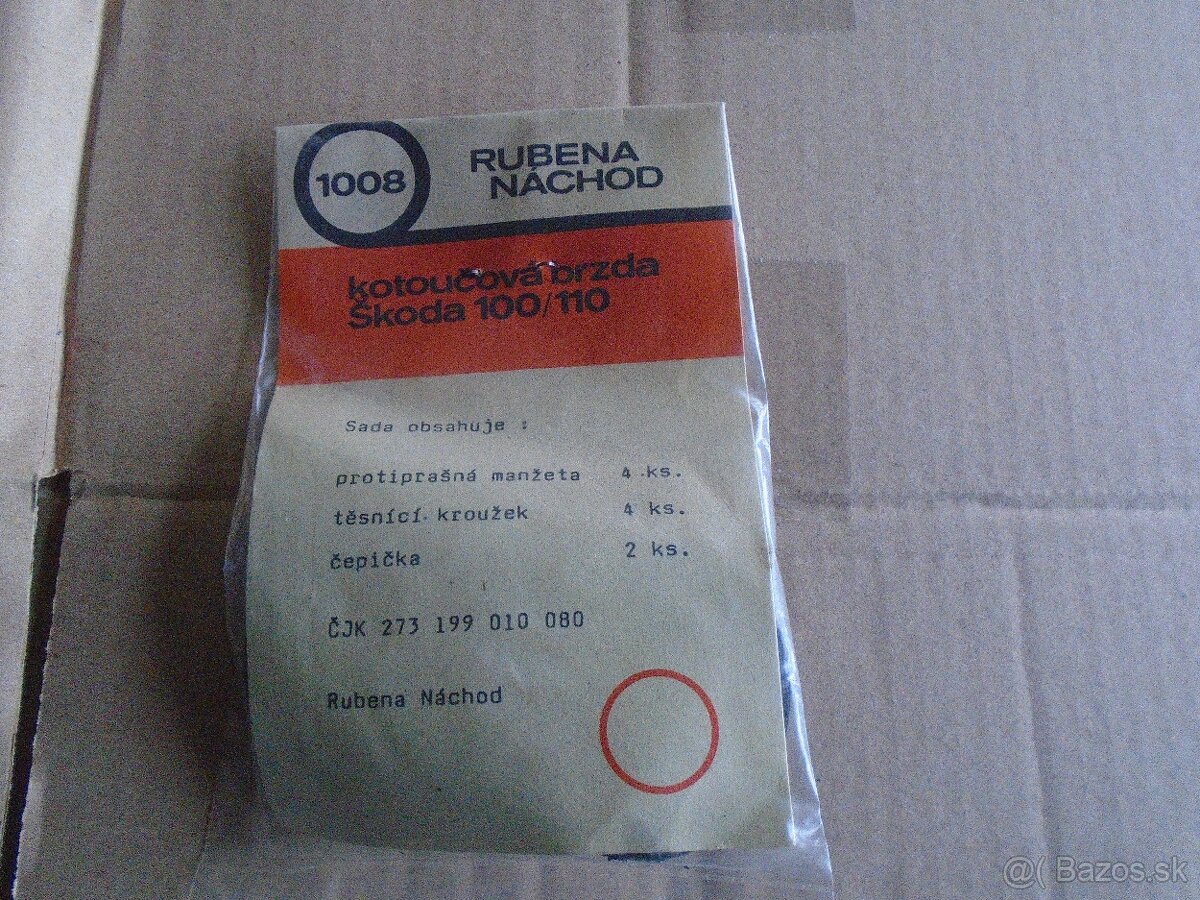 1008
RUBENA
NÁCHOD
kotoučová brzda
Škoda 100/110
Sada obsahuje :
protiprašná manžeta 4 ks.
těsnící kroužek 4 ks.
čepička 2 ks.
ČJK 273 199 010 080
Rubena Náchod
@( Bazos.sk